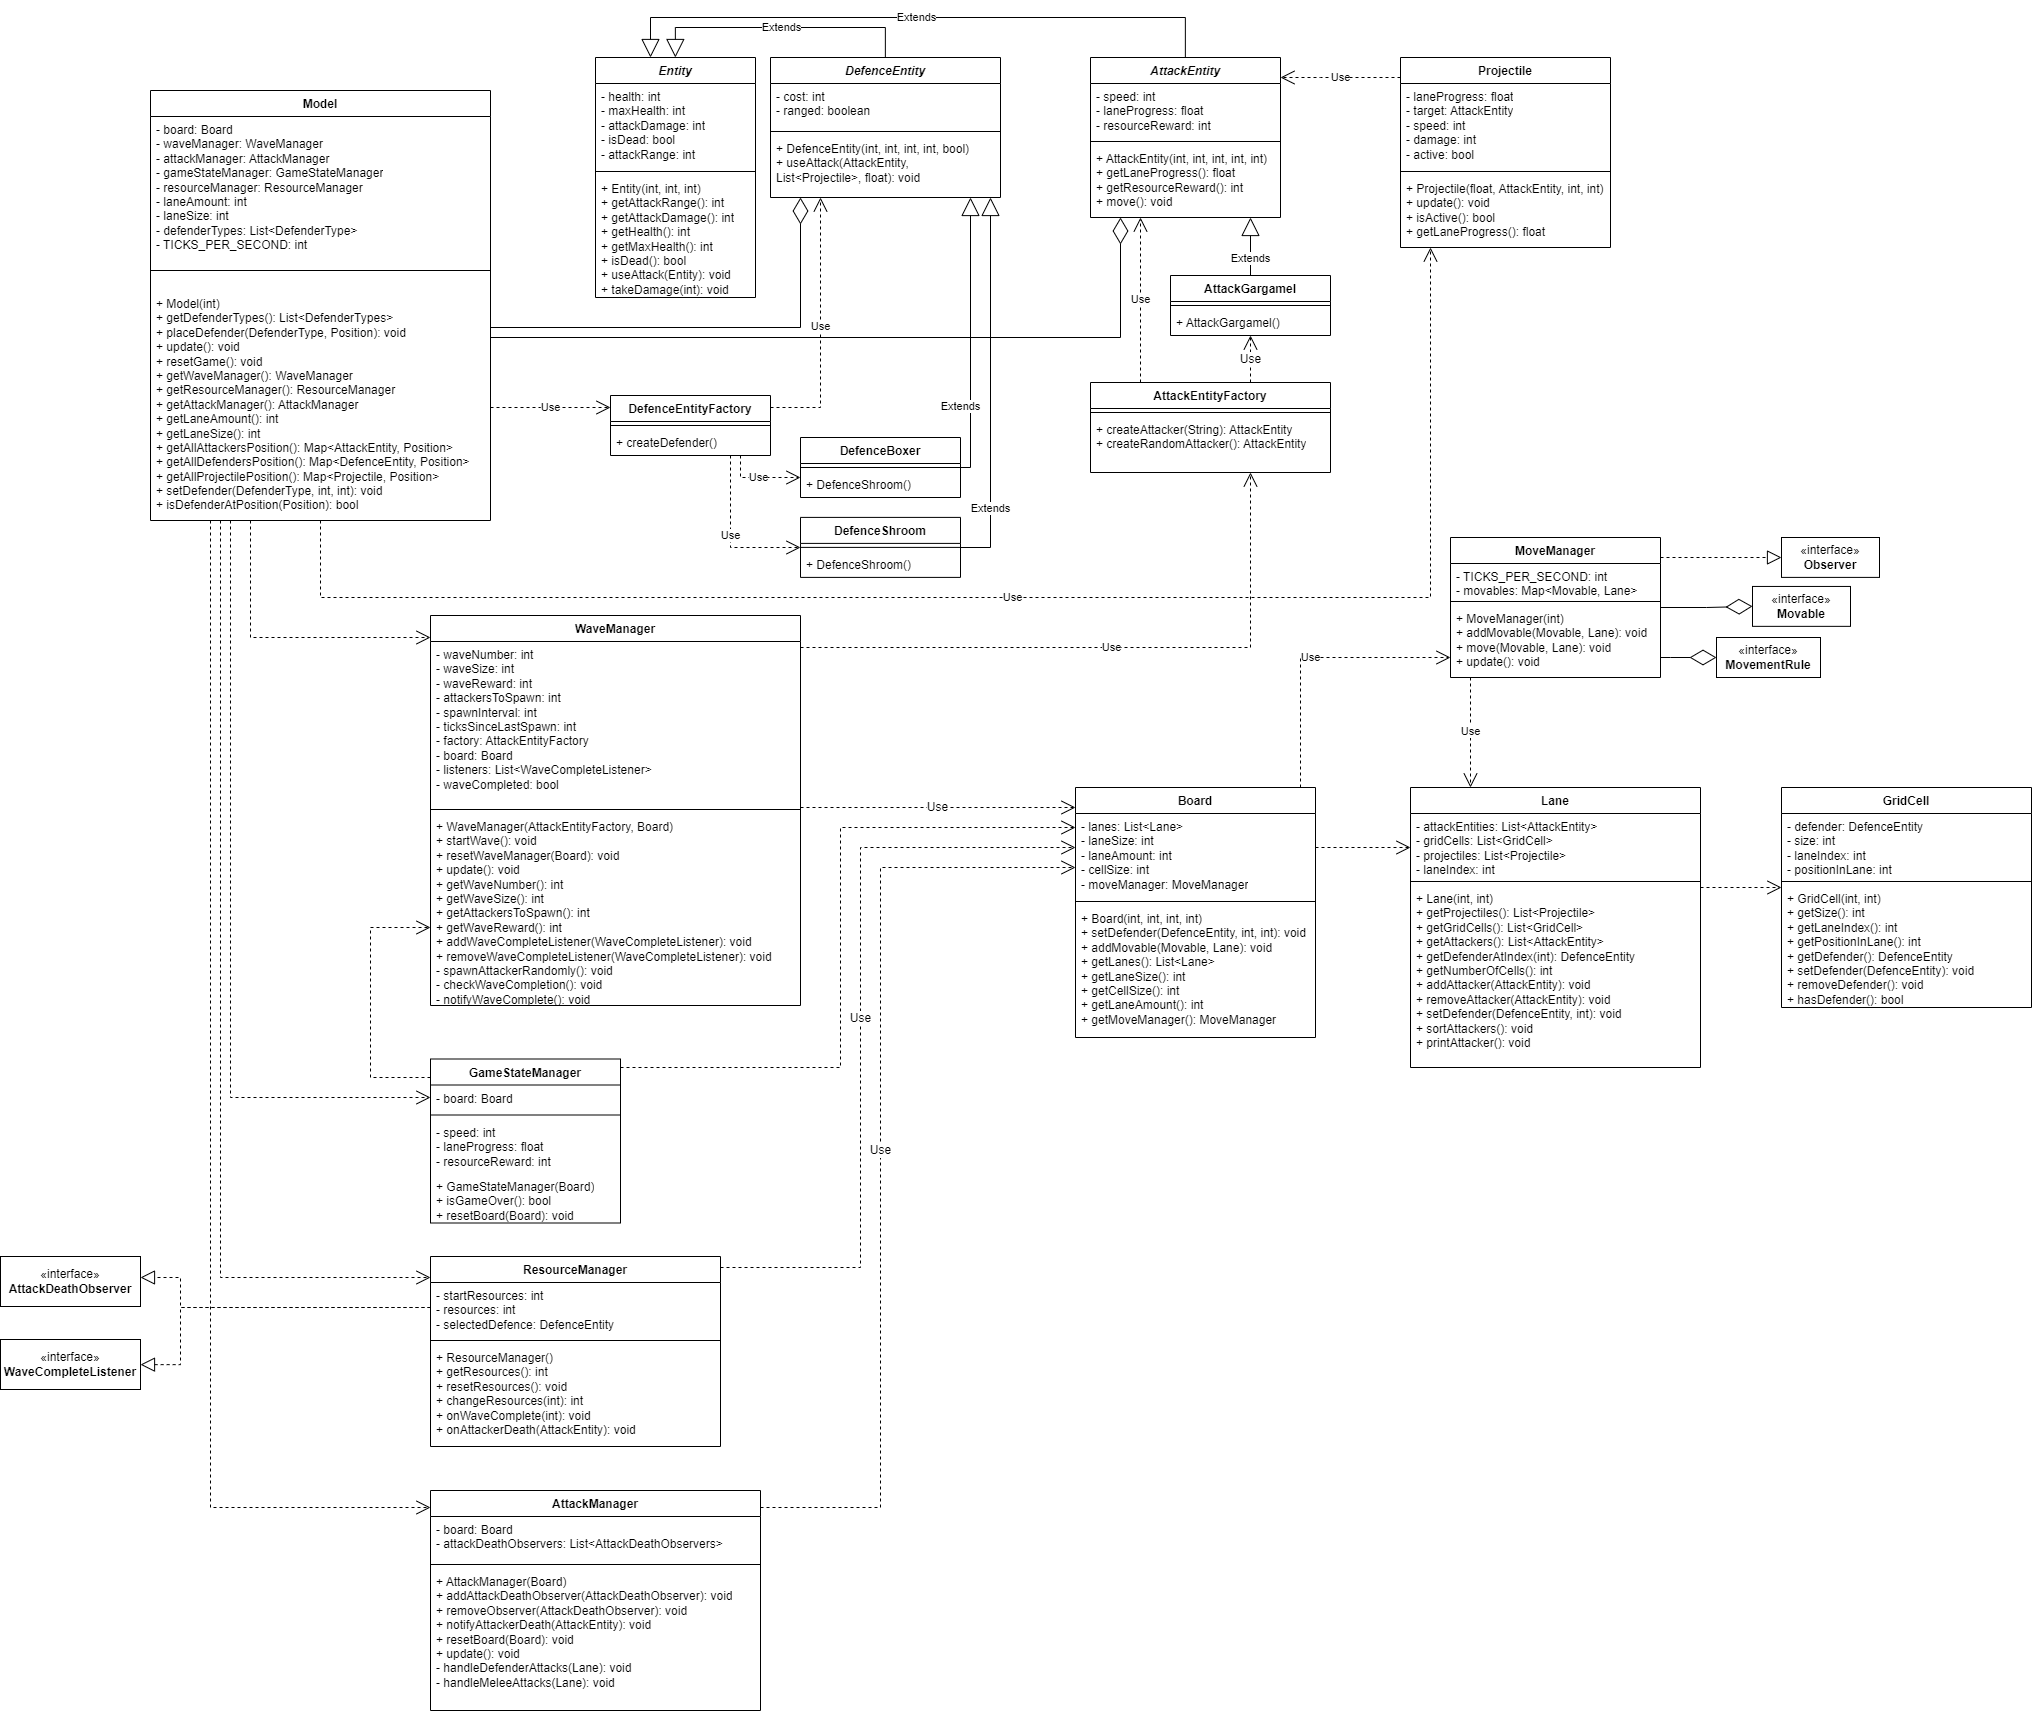 Extends
Extends
Model
- board: Board
- waveManager: WaveManager
- attackManager: AttackManager
- gameStateManager: GameStateManager
- resourceManager: ResourceManager
- laneAmount: int
- laneSize: int
- defenderTypes: List<DefenderType>
- TICKS_PER_SECOND: int
+ Model(int)
+ getDefenderTypes(): List<DefenderTypes>
+ placeDefender(DefenderType, Position): void
+ update(): void
+ resetGame(): void
+ getWaveManager(): WaveManager
+ getResourceManager(): ResourceManager
+ getAttackManager(): AttackManager
+ getLaneAmount(): int
+ getLaneSize(): int
+ getAllAttackersPosition(): Map<AttackEntity, Position>
+ getAllDefendersPosition(): Map<DefenceEntity, Position>
+ getAllProjectilePosition(): Map<Projectile, Position>
+ setDefender(DefenderType, int, int): void
+ isDefenderAtPosition(Position): bool
Entity
- health: int
- maxHealth: int
- attackDamage: int
- isDead: bool
- attackRange: int
+ Entity(int, int, int)
+ getAttackRange(): int
+ getAttackDamage(): int
+ getHealth(): int
+ getMaxHealth(): int
+ isDead(): bool
+ useAttack(Entity): void
+ takeDamage(int): void
DefenceEntity
- cost: int
- ranged: boolean
+ DefenceEntity(int, int, int, int, bool)
+ useAttack(AttackEntity,
List<Projectile>, float): void
AttackEntity
- speed: int
- laneProgress: float
- resourceReward: int
+ AttackEntity(int, int, int, int, int)
+ getLaneProgress(): float
+ getResourceReward(): int
+ move(): void
Use
Projectile
- laneProgress: float
- target: AttackEntity
- speed: int
- damage: int
- active: bool
+ Projectile(float, AttackEntity, int, int)
+ update(): void
+ isActive(): bool
+ getLaneProgress(): float
Extends
AttackGargamel
+ AttackGargamel()
Use
Use
Use
AttackEntityFactory
+ createAttacker(String): AttackEntity
+ createRandomAttacker(): AttackEntity
Use
DefenceEntityFactory
+ createDefender()
Extends
Use
DefenceBoxer
+ DefenceShroom()
Extends
Use
DefenceShroom
+ DefenceShroom()
Use
MoveManager
- TICKS_PER_SECOND: int
- movables: Map<Movable, Lane>
+ MoveManager(int)
+ addMovable(Movable, Lane): void
+ move(Movable, Lane): void
+ update(): void
«interface»
Observer
«interface»
Movable
«interface»
MovementRule
Use
Use
Use
WaveManager
- waveNumber: int
- waveSize: int
- waveReward: int
- attackersToSpawn: int
- spawnInterval: int
- ticksSinceLastSpawn: int
- factory: AttackEntityFactory
- board: Board
- listeners: List<WaveCompleteListener>
- waveCompleted: bool
+ WaveManager(AttackEntityFactory, Board)
+ startWave(): void
+ resetWaveManager(Board): void
+ update(): void
+ getWaveNumber(): int
+ getWaveSize(): int
+ getAttackersToSpawn(): int
+ getWaveReward(): int
+ addWaveCompleteListener(WaveCompleteListener): void
+ removeWaveCompleteListener(WaveCompleteListener): void
- spawnAttackerRandomly(): void
- checkWaveCompletion(): void
- notifyWaveComplete(): void
Use
Board
- lanes: List<Lane>
- laneSize: int
- laneAmount: int
- cellSize: int
- moveManager: MoveManager
+ Board(int, int, int, int)
+ setDefender(DefenceEntity, int, int): void
+ addMovable(Movable, Lane): void
+ getLanes(): List<Lane>
+ getLaneSize(): int
+ getCellSize(): int
+ getLaneAmount(): int
+ getMoveManager(): MoveManager
Lane
- attackEntities: List<AttackEntity>
- gridCells: List<GridCell>
- projectiles: List<Projectile>
- laneIndex: int
+ Lane(int, int)
+ getProjectiles(): List<Projectile>
+ getGridCells(): List<GridCell>
+ getAttackers(): List<AttackEntity>
+ getDefenderAtIndex(int): DefenceEntity
+ getNumberOfCells(): int
+ addAttacker(AttackEntity): void
+ removeAttacker(AttackEntity): void
+ setDefender(DefenceEntity, int): void
+ sortAttackers(): void
+ printAttacker(): void
GridCell
- defender: DefenceEntity
- size: int
- laneIndex: int
- positionInLane: int
+ GridCell(int, int)
+ getSize(): int
+ getLaneIndex(): int
+ getPositionInLane(): int
+ getDefender(): DefenceEntity
+ setDefender(DefenceEntity): void
+ removeDefender(): void
+ hasDefender(): bool
Use
GameStateManager
- board: Board
- speed: int
- laneProgress: float
- resourceReward: int
+ GameStateManager(Board)
+ isGameOver(): bool
+ resetBoard(Board): void
Use
«interface»
AttackDeathObserver
«interface»
WaveCompleteListener
ResourceManager
- startResources: int
- resources: int
- selectedDefence: DefenceEntity
+ ResourceManager()
+ getResources(): int
+ resetResources(): void
+ changeResources(int): int
+ onWaveComplete(int): void
+ onAttackerDeath(AttackEntity): void
AttackManager
- board: Board
- attackDeathObservers: List<AttackDeathObservers>
+ AttackManager(Board)
+ addAttackDeathObserver(AttackDeathObserver): void
+ removeObserver(AttackDeathObserver): void
+ notifyAttackerDeath(AttackEntity): void
+ resetBoard(Board): void
+ update(): void
- handleDefenderAttacks(Lane): void
- handleMeleeAttacks(Lane): void